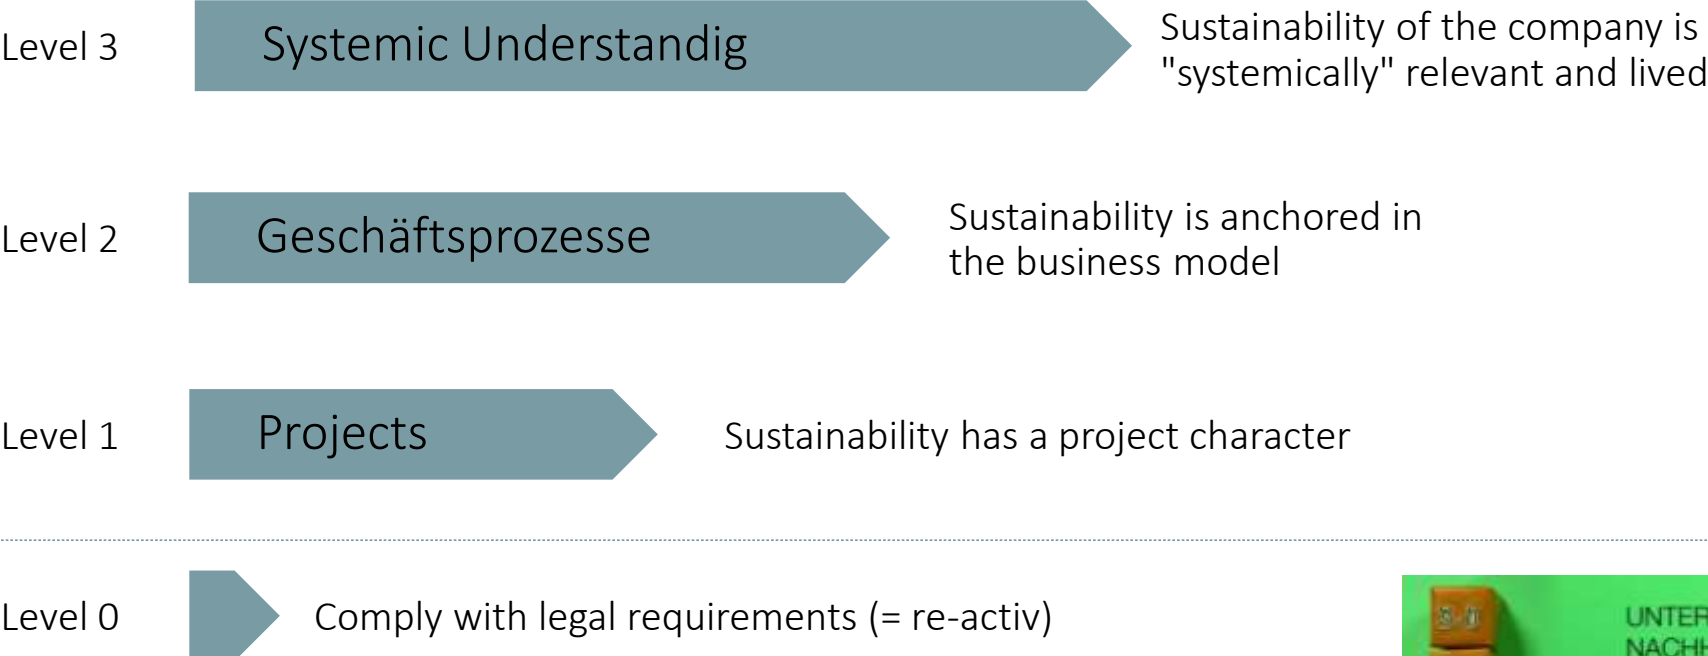 Level 3
Systemic Understandig
Sustainability of the company is
"systemically" relevant and lived
Level 2
Geschäftsprozesse
Sustainability is anchored in
the business model
Level 1
Projects
Sustainability has a project character
Level 0
Comply with legal requirements (= re-activ)
UNTER